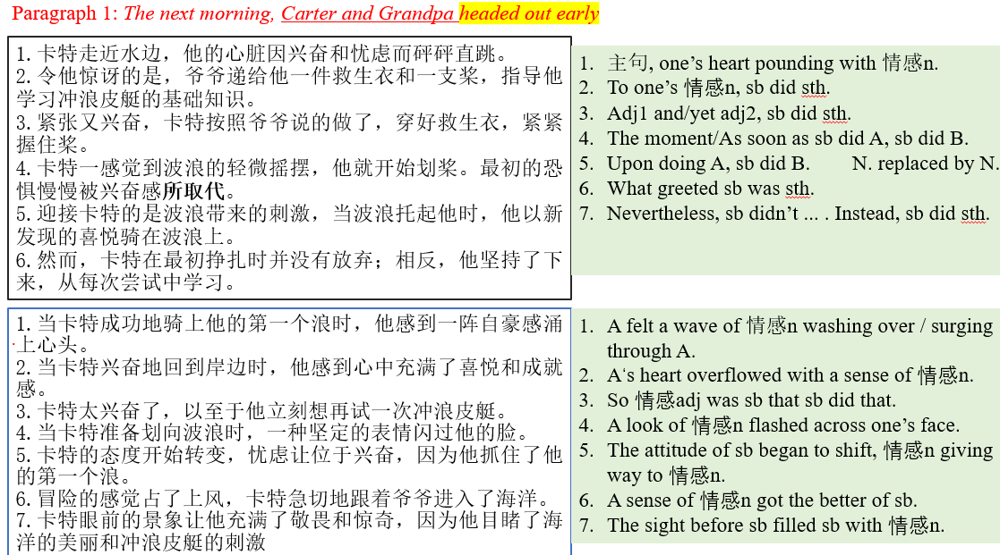 Paragraph 1: The next morning, Carter and Grandpa headed out early
1. 卡特走近水边，他的心脏因兴奋和忧虑而砰砰直跳。
2. 令他惊讶的是，爷爷递给他一件救生衣和一支桨，指导他
学习冲浪皮艇的基础知识。
3. 紧张又兴奋，卡特按照爷爷说的做了，穿好救生衣，紧紧
握住桨。
4. 卡特一感觉到波浪的轻微摇摆，他就开始划桨。最初的恐
惧慢慢被兴奋感所取代。
5. 迎接卡特的是波浪带来的刺激，当波浪托起他时，他以新
发现的喜悦骑在波浪上。
6. 然而，卡特在最初挣扎时并没有放弃；相反，他坚持了下
来，从每次尝试中学习。
1. 主句, one’s heart pounding with 情感n.
2. To one’s 情感n, sb did sth.
3. Adj1 and/yet adj2, sb did sth.
4. The moment/As soon as sb did A, sb did B.
5. Upon doing A, sb did B. N. replaced by N.
6. What greeted sb was sth.
7. Nevertheless, sb didn’t ... . Instead, sb did sth.
1. 当卡特成功地骑上他的第一个浪时，他感到一阵自豪感涌
上心头。
2. 当卡特兴奋地回到岸边时，他感到心中充满了喜悦和成就
感。
3. 卡特太兴奋了，以至于他立刻想再试一次冲浪皮艇。
4. 当卡特准备划向波浪时，一种坚定的表情闪过他的脸。
5. 卡特的态度开始转变，忧虑让位于兴奋，因为他抓住了他
的第一个浪。
6. 冒险的感觉占了上风，卡特急切地跟着爷爷进入了海洋。
7. 卡特眼前的景象让他充满了敬畏和惊奇，因为他目睹了海
洋的美丽和冲浪皮艇的刺激
1. A felt a wave of 情感n washing over / surging
through A.
2. A‘s heart overflowed with a sense of 情感n.
3. So 情感adj was sb that sb did that.
4. A look of 情感n flashed across one’s face.
5. The attitude of sb began to shift, 情感n giving
way to 情感n.
6. A sense of 情感n got the better of sb.
7. The sight before sb filled sb with 情感n.